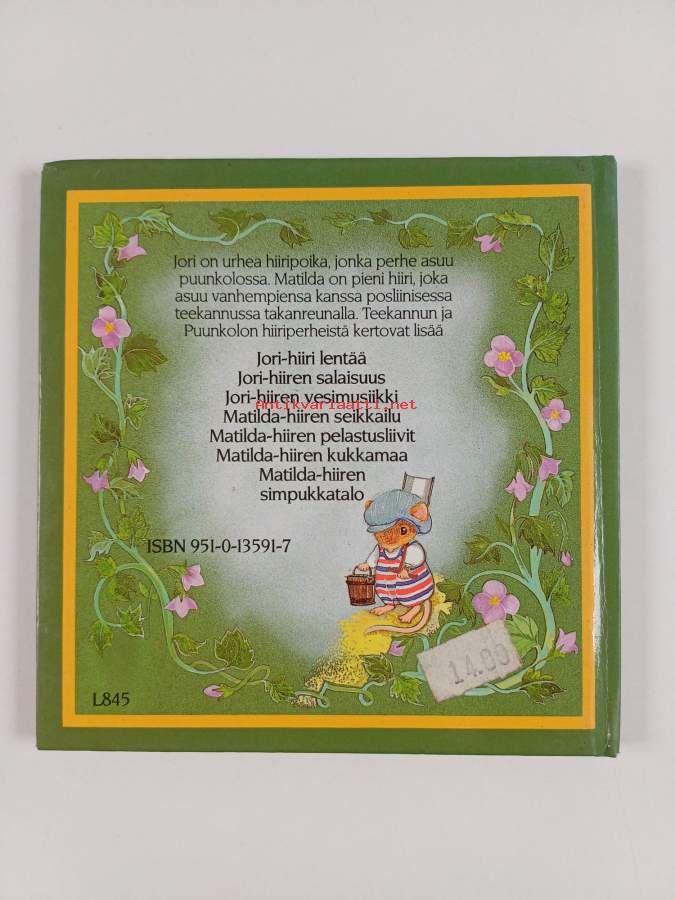 Jori on urhea hiiripoika, jonka perhe asuu
puunkolossa. Matilda on pieni hiiri, joka
asuu vanhempiensa kanssa posliinisessa
teekannussa takanreunalla. Teekannun ja
Puunkolon hiiriperheistä kertovat lisää
Jori-hiiri lentää
Jori-hiiren salaisuus
Jori-hiiren vesimusiikki
Antikvariaatti.net
Matilda-hiiren seikkailu
Matilda-hiiren pelastusliivit
Matilda-hiiren kukkamaa
Matilda-hiiren
simpukkatalo
ISBN 951-0-13591-7
14.00
L845